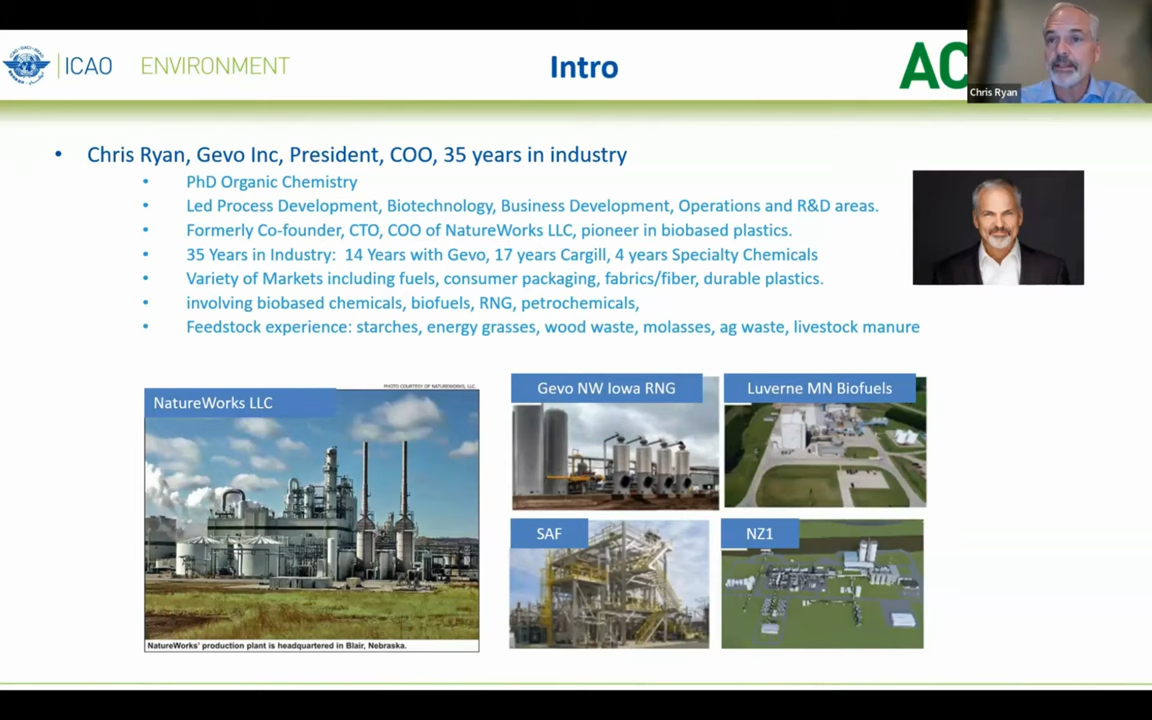 ICAO ENVIRONMENT
Intro
AC
Chris Ryan
• Chris Ryan, Gevo Inc, President, COO, 35 years in industry
• PhD Organic Chemistry
• Led Process Development, Biotechnology, Business Development, Operations and R&D areas.
• Formerly Co-founder, CTO, COO of NatureWorks LLC, pioneer in biobased plastics.
• 35 Years in Industry: 14 Years with Gevo, 17 years Cargill, 4 years Specialty Chemicals
• Variety of Markets including fuels, consumer packaging, fabrics/fiber, durable plastics.
• involving biobased chemicals, biofuels, RNG, petrochemicals,
• Feedstock experience: starches, energy grasses, wood waste, molasses, ag waste, livestock manure
PHOTO COURTESY OF NATUREWORKS, LLC
NatureWorks LLC
Gevo NW Iowa RNG
Luverne MN Biofuels
SAF
NZ1
NatureWorks' production plant is headquartered in Blair, Nebraska.